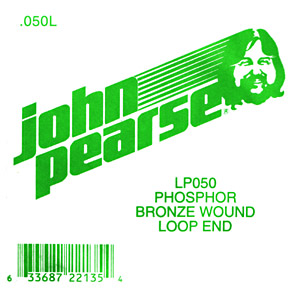 .050L
john
pearse®
LP050
PHOSPHOR
BRONZE WOUND
LOOP END
6 33687 22135 4